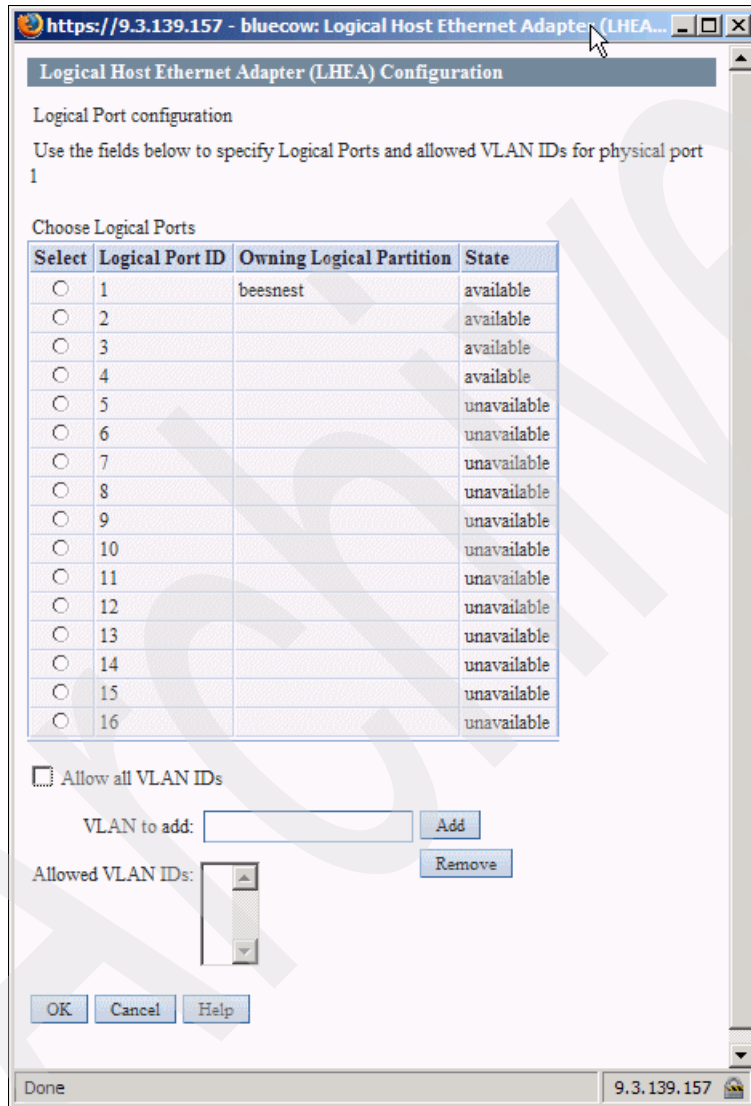 https://9.3.139.157 - bluecow: Logical Host Ethernet Adapter (LHEA...
Logical Host Ethernet Adapter (LHEA) Configuration
Logical Port configuration
Use the fields below to specify Logical Ports and allowed VLAN IDs for physical port
1
Choose Logical Ports
Select Logical Port ID Owning Logical Partition State
1 beesnest available
2 available
3 available
4 available
5 unavailable
6 unavailable
7 unavailable
8 unavailable
9 unavailable
10 unavailable
11 unavailable
12 unavailable
13 unavailable
14 unavailable
15 unavailable
16 unavailable
Allow all VLAN IDs
VLAN to add: Add
Remove
Allowed VLAN IDs:
OK Cancel Help
Done 9.3.139.157
Archive